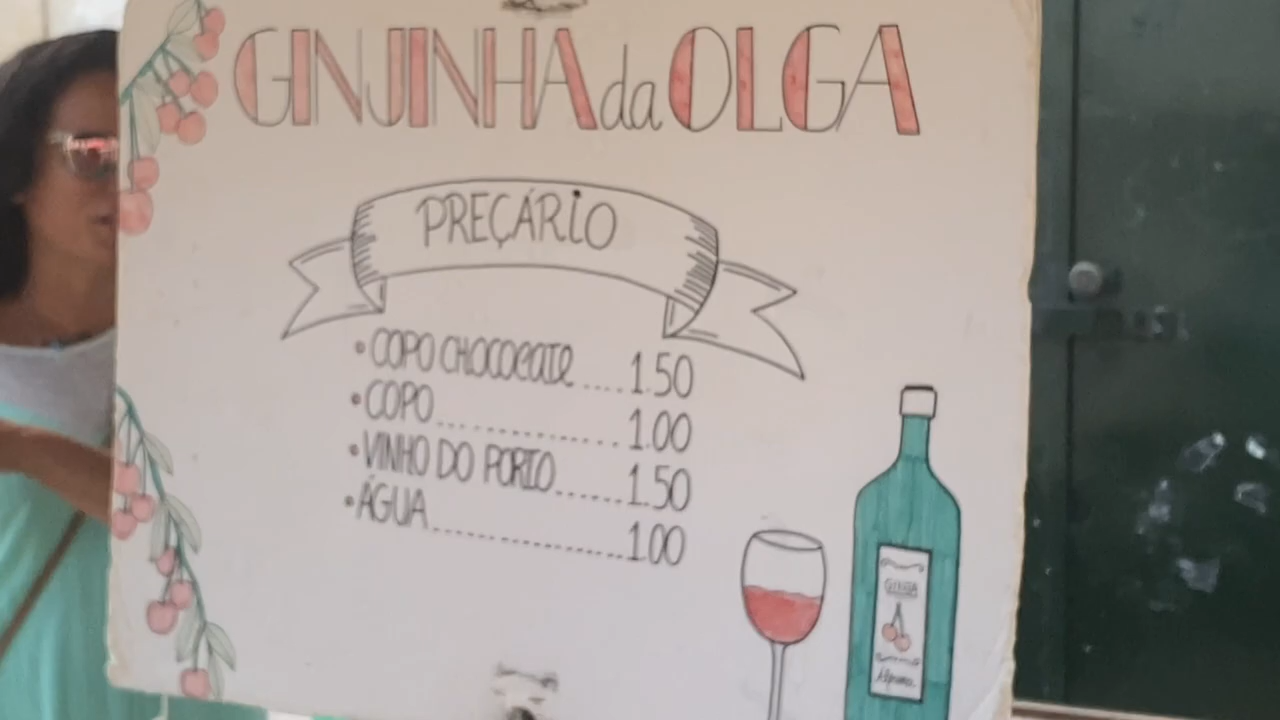 GINJINHA da OLGA
PREÇÁRIO
•COPO CHOCOLATE ....1.50
•COPO..............1.00
•VINHO DO PORTO......1.50
•ÁGUA.................1.00
GINJA